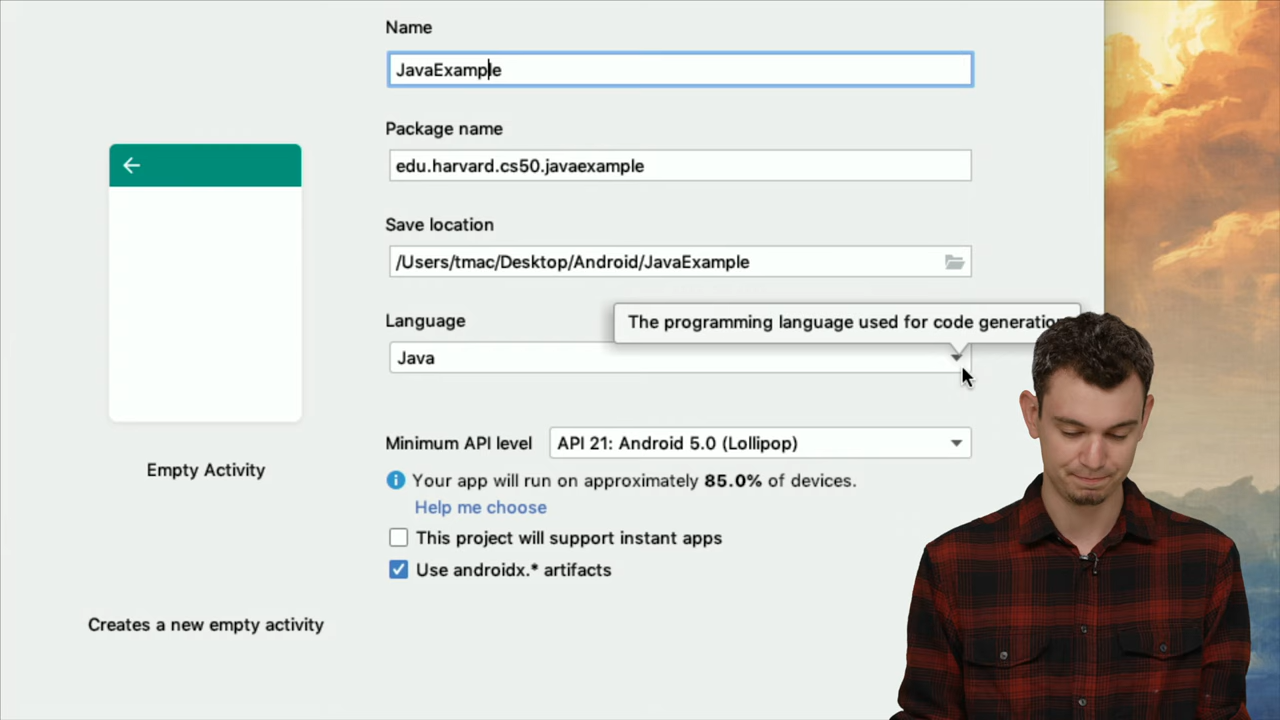 Name
JavaExample
Package name
edu.harvard.cs50.javaexample
Save location
/Users/tmac/Desktop/Android/JavaExample
Language
The programming language used for code generation
Java
Minimum API level
API 21: Android 5.0 (Lollipop)
Your app will run on approximately 85.0% of devices.
Help me choose
This project will support instant apps
Use androidx.* artifacts
Empty Activity
Creates a new empty activity